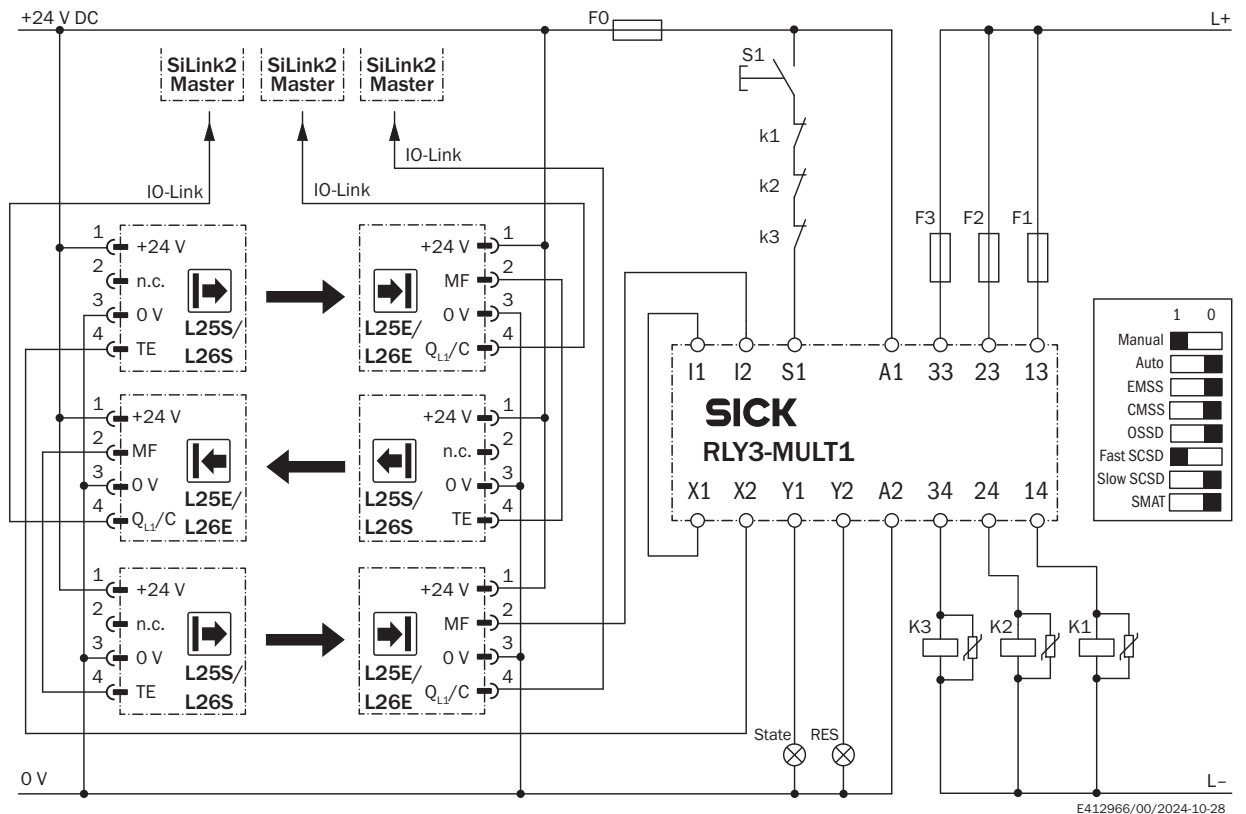 +24 V DC
F0
L+
SiLink2
Master
SiLink2
Master
SiLink2
Master
S1
k1
k2
k3
IO-Link
IO-Link
IO-Link
F3
F2
F1
1
+24 V
2
n.c.
3
0 V
4
TE
L25S/
L26S
+24 V
1
MF
2
0 V
3
QL1/C
4
L25E/
L26E
1
+24 V
2
MF
3
0 V
4
QL1/C
L25E/
L26E
+24 V
1
n.c.
2
0 V
3
TE
4
L25S/
L26S
1
+24 V
2
n.c.
3
0 V
4
TE
L25S/
L26S
+24 V
1
MF
2
0 V
3
QL1/C
4
L25E/
L26E
I1 I2 S1 A1 33 23 13
SICK
RLY3-MULT1
X1 X2 Y1 Y2 A2 34 24 14
1 0
Manual
Auto
EMSS
CMSS
OSSD
Fast SCSD
Slow SCSD
SMAT
K3
K2
K1
State
RES
0 V
L–
E412966/00/2024-10-28